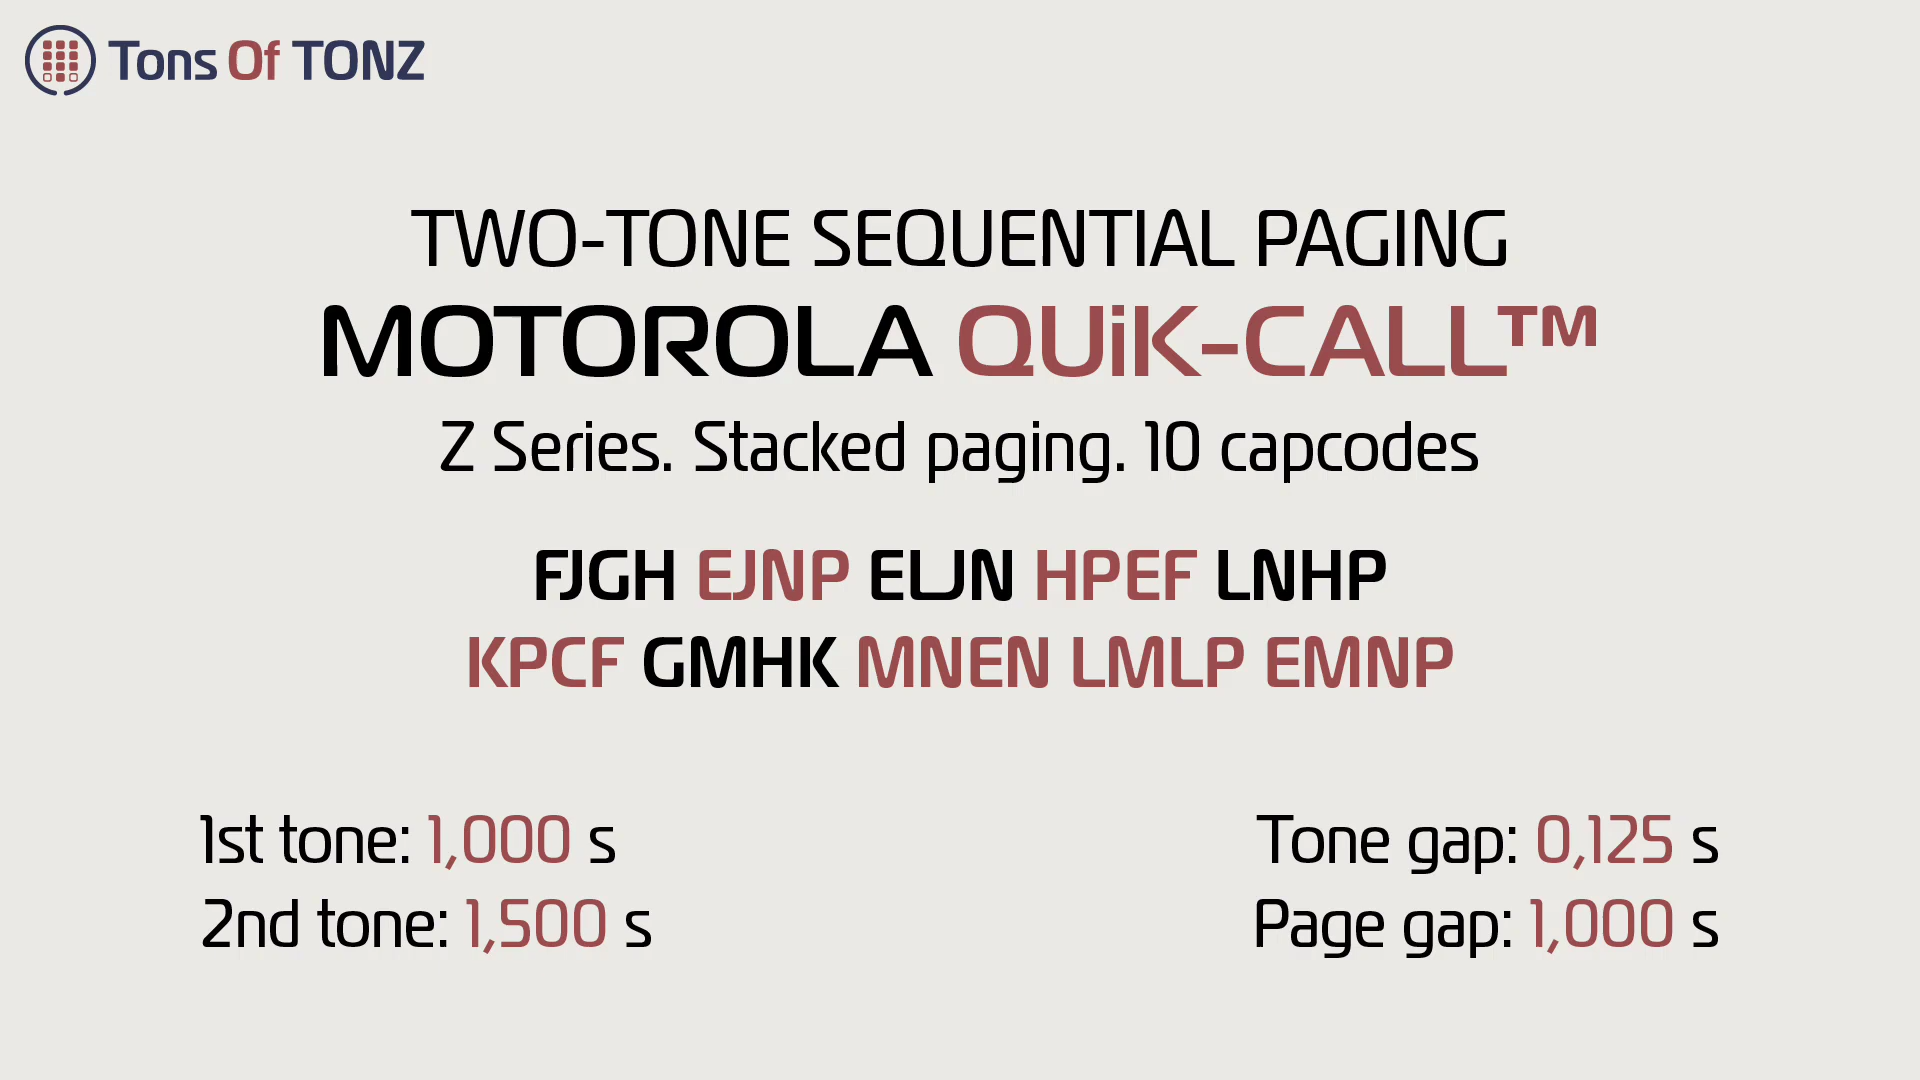 Tons Of TONZ
TWO-TONE SEQUENTIAL PAGING
MOTOROLA QUiK-CALL™
Z Series. Stacked paging. 10 capcodes
FJGH EJNP ELJN HPEF LNHP
KPCF GMHK MNEN LMLP EMNP
1st tone: 1,000 s
2nd tone: 1,500 s
Tone gap: 0,125 s
Page gap: 1,000 s